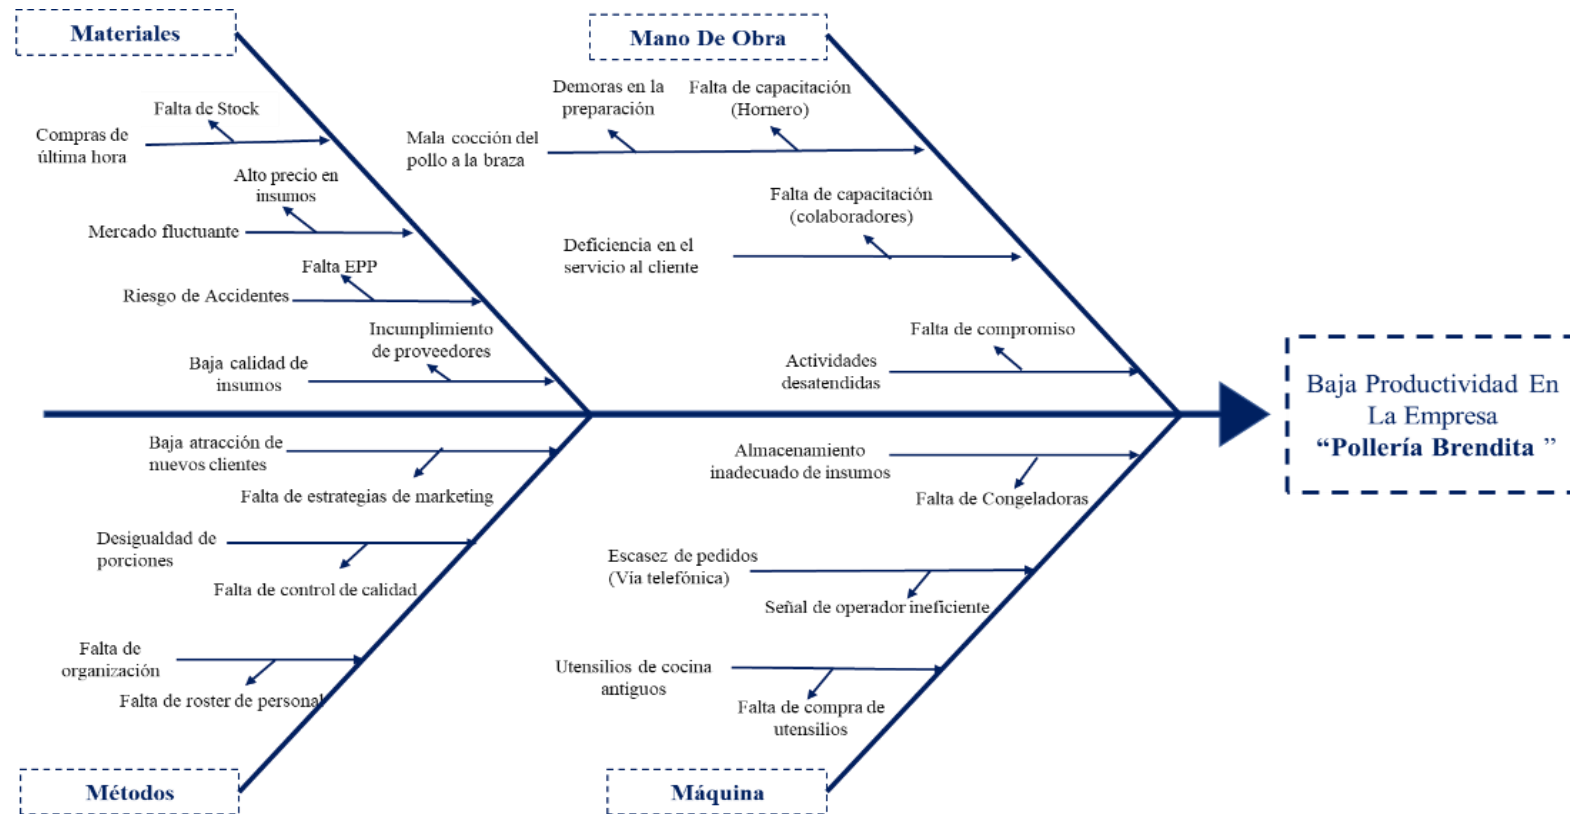 Materiales
Falta de Stock
Compras de
última hora
Alto precio en
insumos
Mercado fluctuante
Falta EPP
Riesgo de Accidentes
Incumplimiento
de proveedores
Baja calidad de
insumos
Mano De Obra
Demoras en la
preparación
Falta de capacitación
(Hornero)
Mala cocción del
pollo a la braza
Falta de capacitación
(colaboradores)
Deficiencia en el
servicio al cliente
Falta de compromiso
Actividades
desatendidas
Baja Productividad En
La Empresa
“Pollería Brendita ”
Baja atracción de
nuevos clientes
Falta de estrategias de marketing
Desigualdad de
porciones
Falta de control de calidad
Falta de
organización
Falta de roster de personal
Métodos
Almacenamiento
inadecuado de insumos
Falta de Congeladoras
Escasez de pedidos
(Vía telefónica)
Señal de operador ineficiente
Utensilios de cocina
antiguos
Falta de compra de
utensilios
Máquina